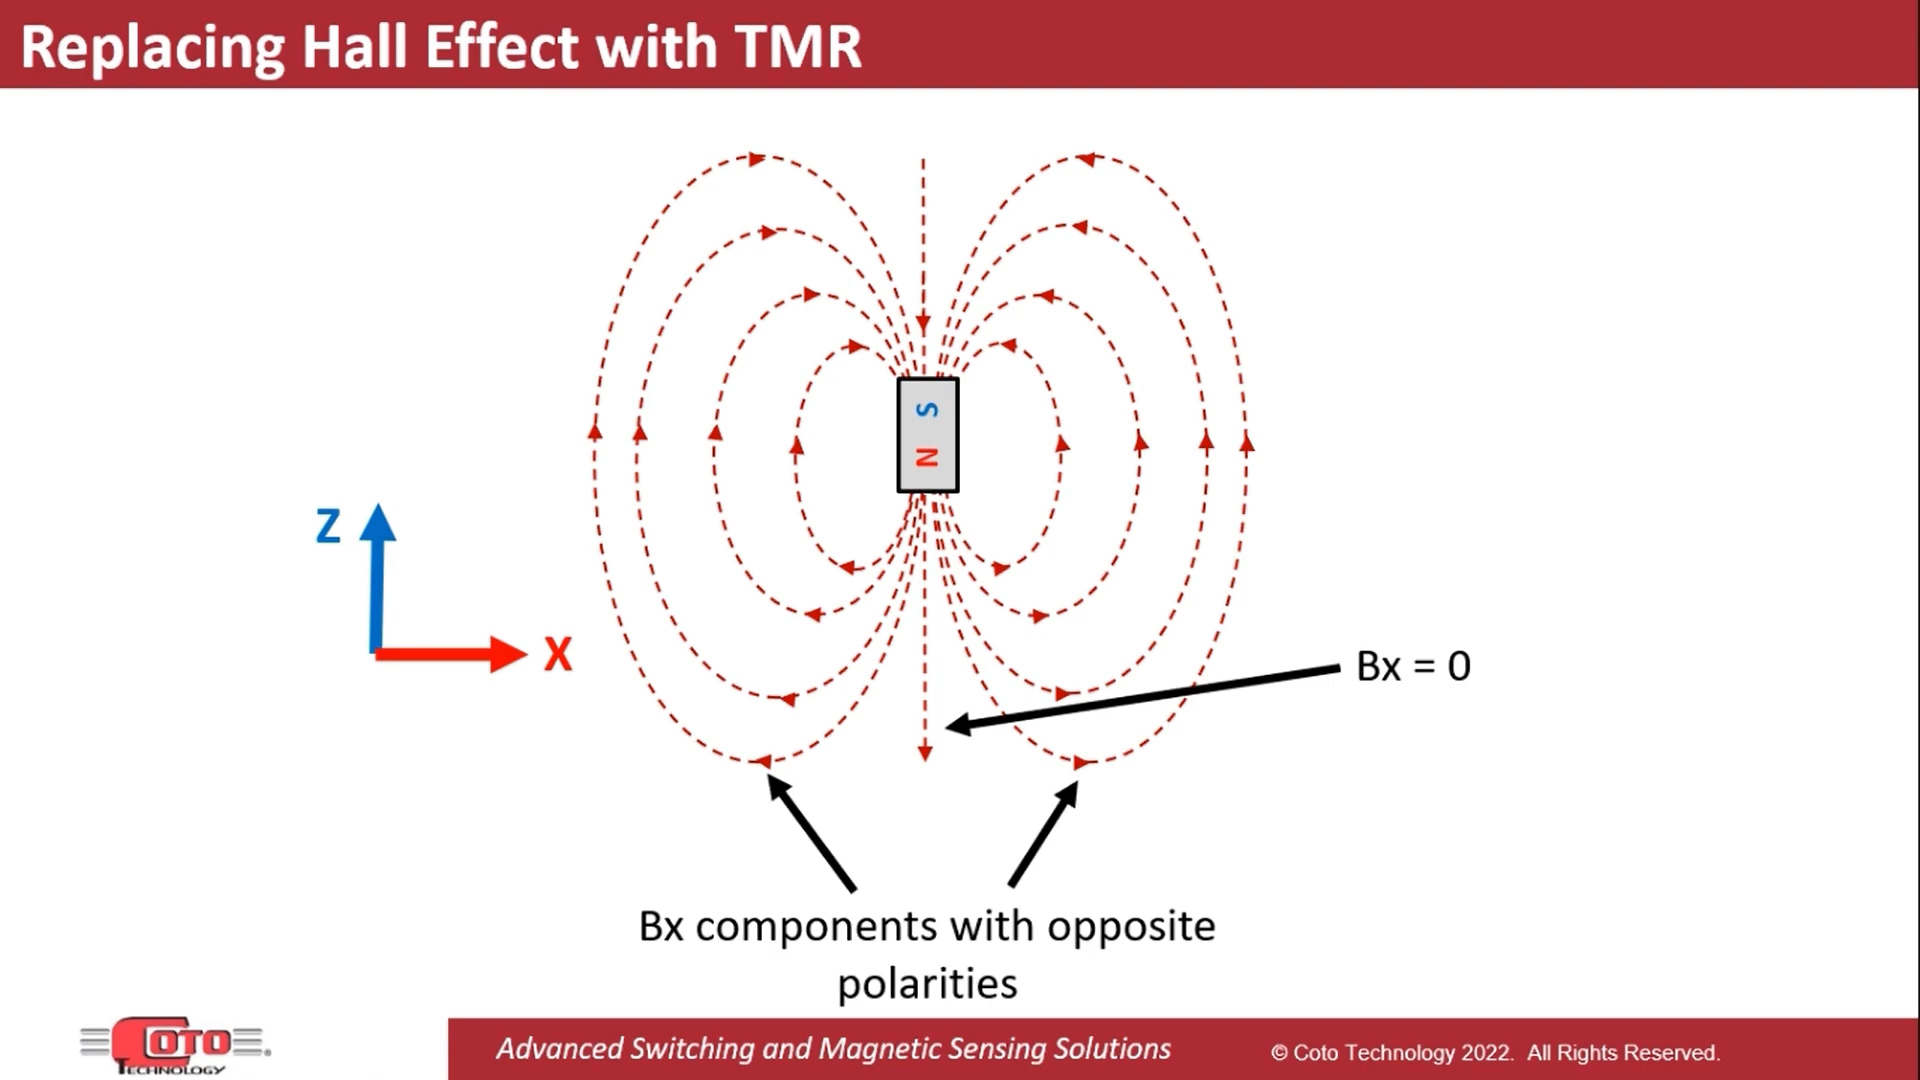 Replacing Hall Effect with TMR
S
N
Z
X
Bx = 0
Bx components with opposite
polarities
COTO
TECHNOLOGY
Advanced Switching and Magnetic Sensing Solutions
© Coto Technology 2022. All Rights Reserved.